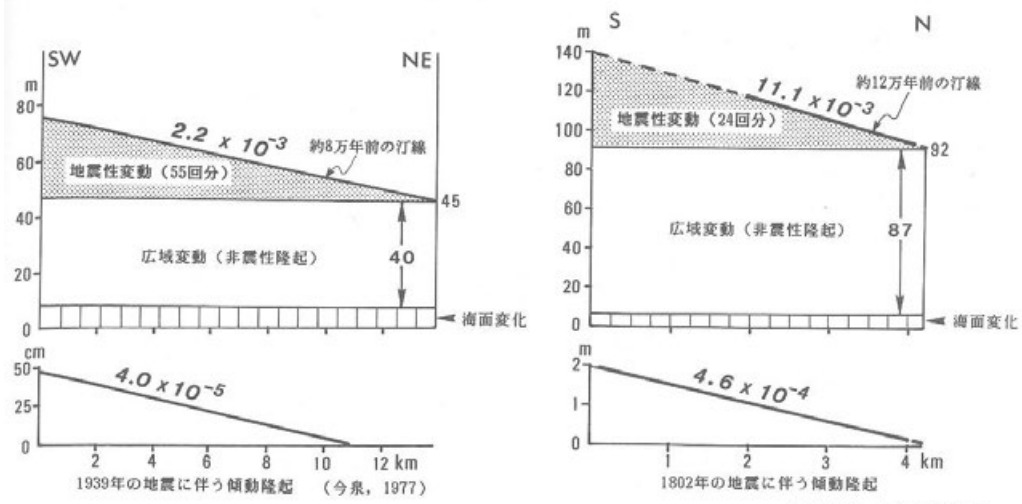 SW
NE
m
80
60
40
20
0
2.2 x 10-3
約8万年前の汀線
地震性変動(55回分)
45
広域変動(非震性隆起)
40
海面変化
cm
50
25
0
4.0 x 10-5
2 4 6 8 10 12 km
1939年の地震に伴う傾動隆起 (今泉,1977)
S
N
m
140
120
100
80
60
40
20
0
11.1 x 10-3
約12万年前の汀線
地震性変動(24回分)
92
広域変動(非震性隆起)
87
海面変化
m
2
1
0
4.6 x 10-4
1 2 3 4 km
1802年の地震に伴う傾動隆起